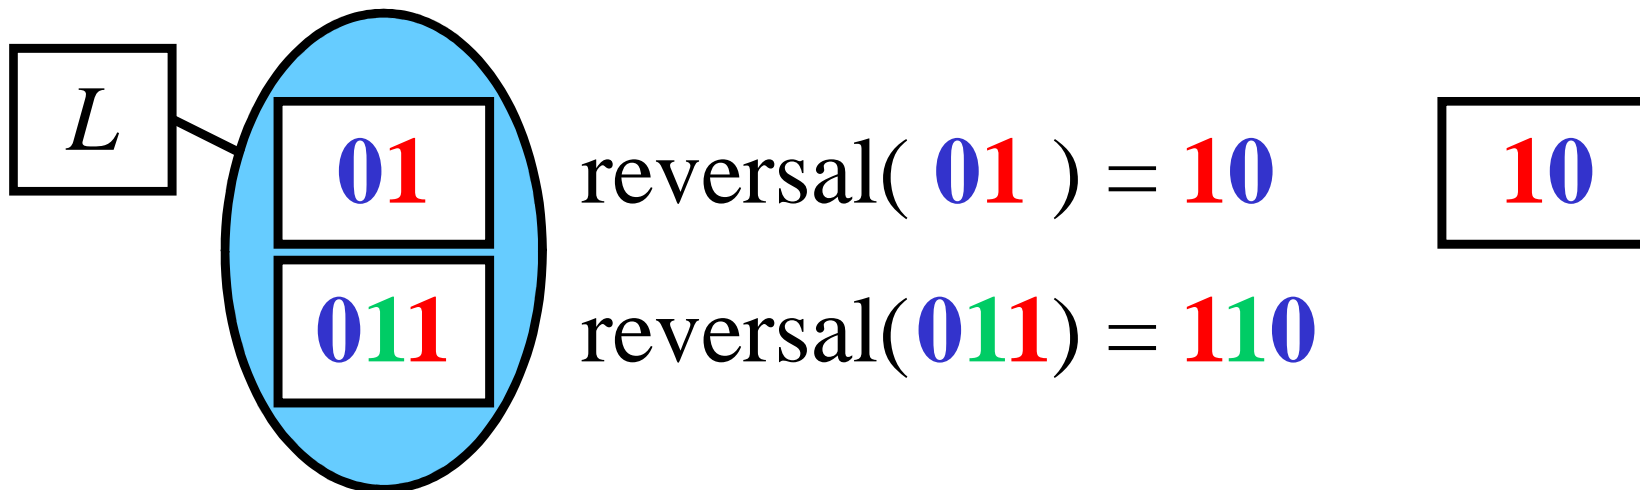 L
01 reversal( 01 ) = 10 10
011 reversal(011) = 110